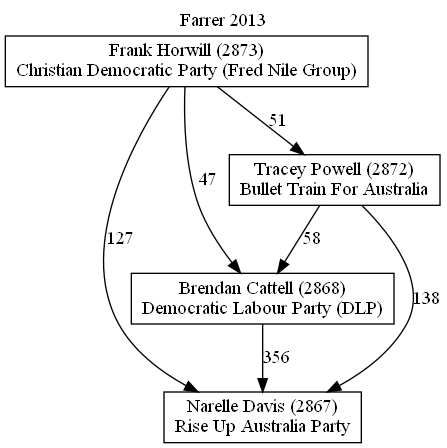 Farrer 2013
Frank Horwill (2873)
Christian Democratic Party (Fred Nile Group)
51
Tracey Powell (2872)
Bullet Train For Australia
47
127
58
Brendan Cattell (2868)
Democratic Labour Party (DLP)
138
356
Narelle Davis (2867)
Rise Up Australia Party